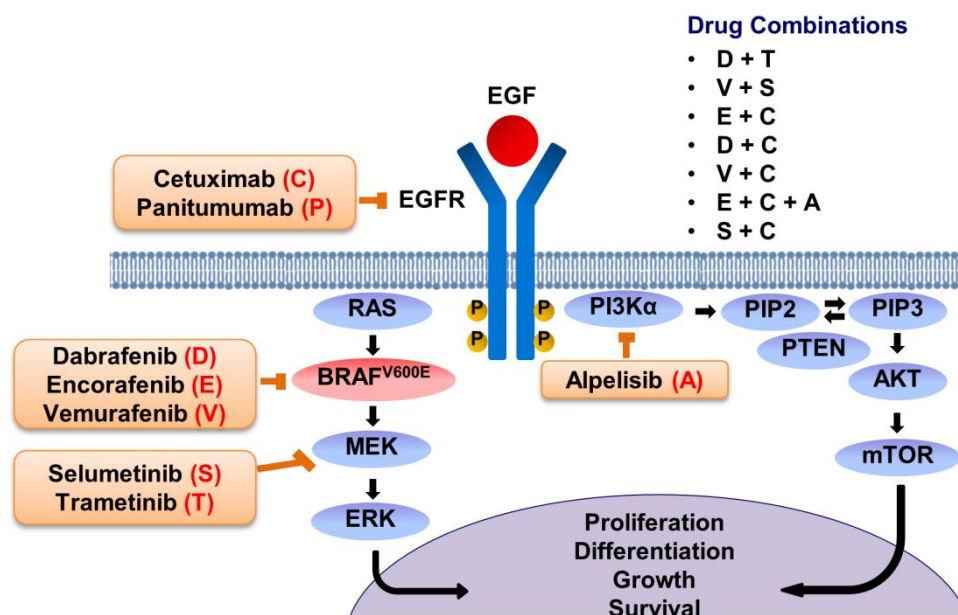 Drug Combinations
• D + T
• V + S
• E + C
• D + C
• V + C
• E + C + A
• S + C
EGF
Cetuximab (C)
Panitumumab (P)
EGFR
P
P
P
P
RAS
PI3Kα
PIP2
PIP3
PTEN
Dabrafenib (D)
Encorafenib (E)
Vemurafenib (V)
BRAFV600E
Alpelisib (A)
AKT
MEK
mTOR
Selumetinib (S)
Trametinib (T)
ERK
Proliferation
Differentiation
Growth
Survival